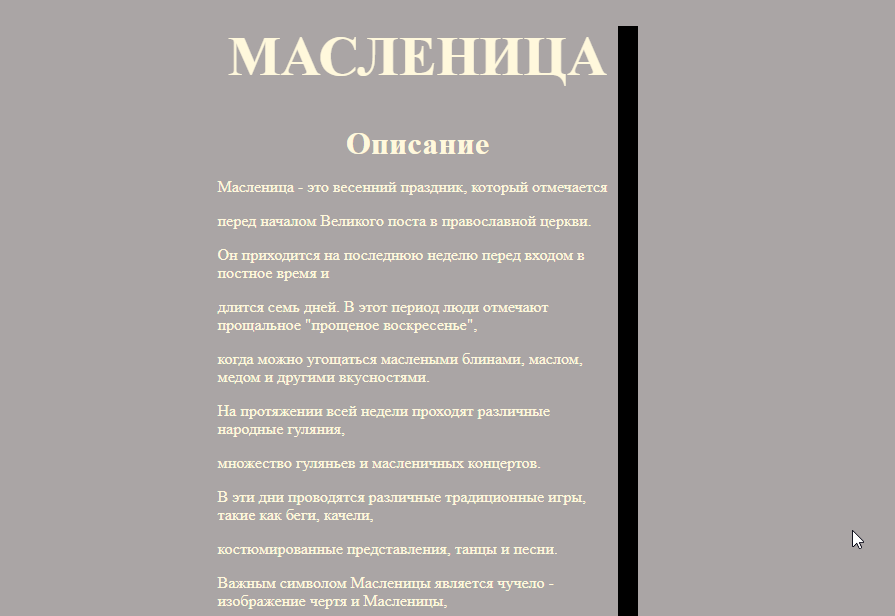 МАСЛЕНИЦА
Описание
Масленица - это весенний праздник, который отмечается
перед началом Великого поста в православной церкви.
Он приходится на последнюю неделю перед входом в
постное время и
длится семь дней. В этот период люди отмечают
прощальное "прощеное воскресенье",
когда можно угощаться маслеными блинами, маслом,
медом и другими вкусностями.
На протяжении всей недели проходят различные
народные гуляния,
множество гуляньев и масленичных концертов.
В эти дни проводятся различные традиционные игры,
такие как беги, качели,
костюмированные представления, танцы и песни.
Важным символом Масленицы является чучело -
изображение чертя и Масленицы,